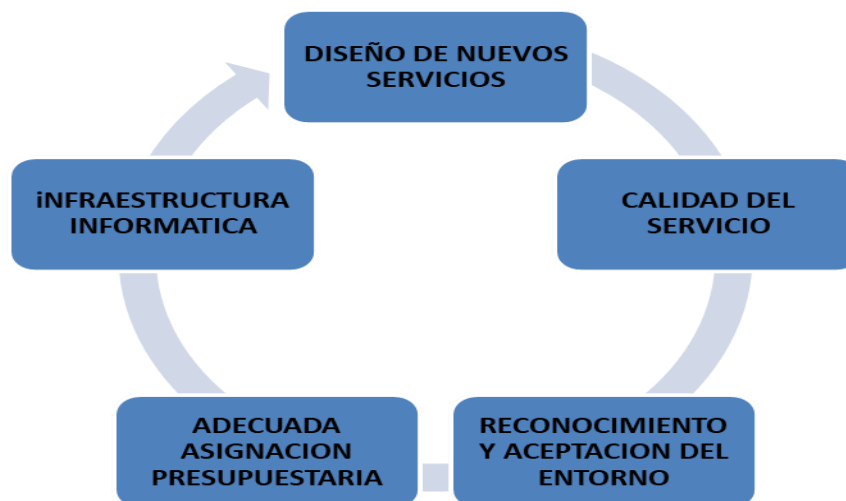 DISEÑO DE NUEVOS
SERVICIOS
CALIDAD DEL
SERVICIO
RECONOCIMIENTO
Y ACEPTACION DEL
ENTORNO
ADECUADA
ASIGNACION
PRESUPUESTARIA
iNFRAESTRUCTURA
INFORMATICA